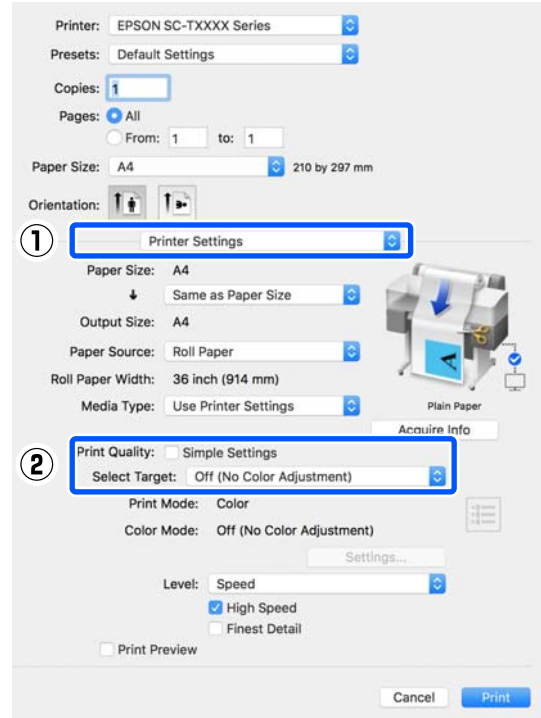 Printer: EPSON SC-TXXXX Series
Presets: Default Settings
Copies: 1
Pages: All
From: 1 to: 1
Paper Size: A4 210 by 297 mm
Orientation:
1 Printer Settings
Paper Size: A4
Same as Paper Size
Output Size: A4
Paper Source: Roll Paper
Roll Paper Width: 36 inch (914 mm)
Media Type: Use Printer Settings
Plain Paper
Acquire Info
2 Print Quality: Simple Settings
Select Target: Off (No Color Adjustment)
Print Mode: Color
Color Mode: Off (No Color Adjustment)
Settings...
Level: Speed
High Speed
Finest Detail
Print Preview
Cancel Print